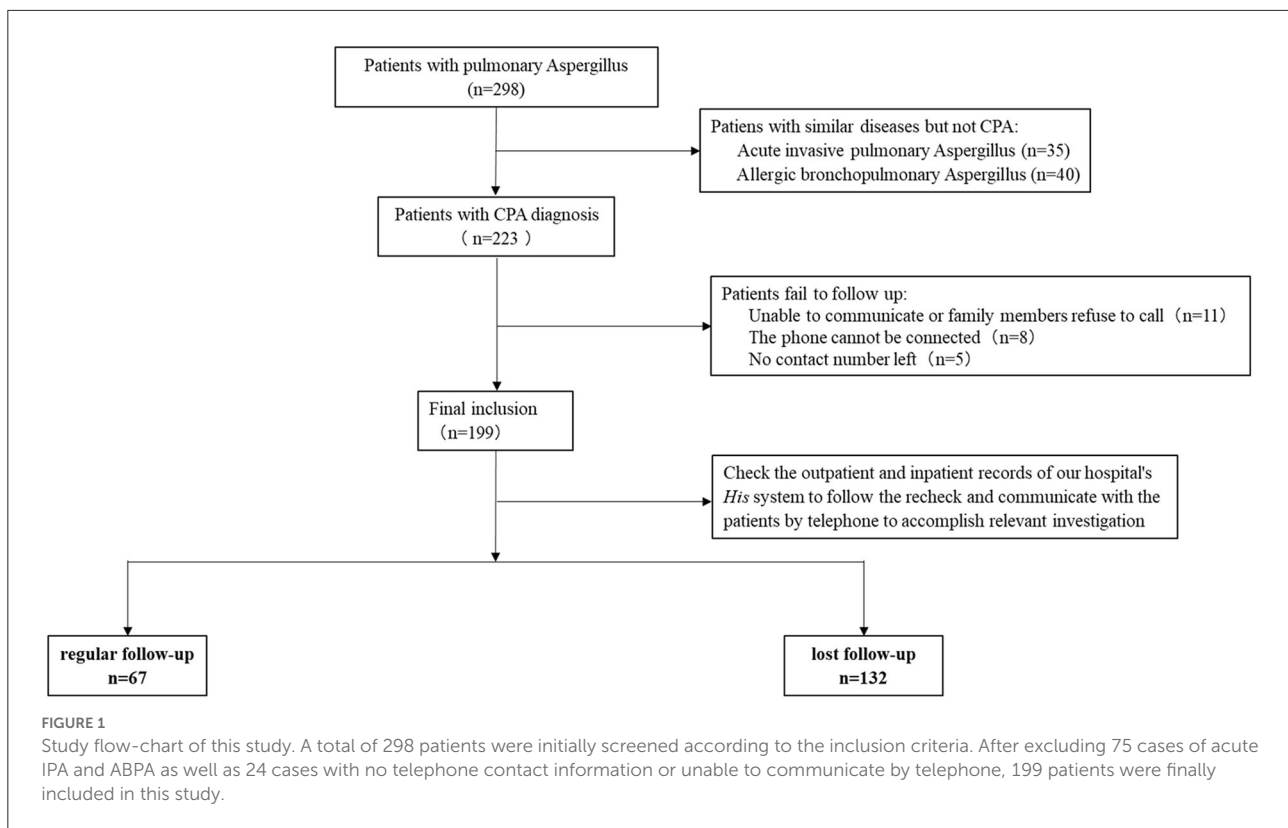 Patients with pulmonary Aspergillus
(n=298)
Patiens with similar diseases but not CPA:
Acute invasive pulmonary Aspergillus (n=35)
Allergic bronchopulmonary Aspergillus (n=40)
Patients with CPA diagnosis
（ n=223 ）
Patients fail to follow up:
Unable to communicate or family members refuse to call（n=11）
The phone cannot be connected（n=8）
No contact number left（n=5）
Final inclusion
（n=199）
Check the outpatient and inpatient records of our hospital's
His system to follow the recheck and communicate with the
patients by telephone to accomplish relevant investigation
regular follow-up
n=67
lost follow-up
n=132
FIGURE 1
Study flow-chart of this study. A total of 298 patients were initially screened according to the inclusion criteria. After excluding 75 cases of acute
IPA and ABPA as well as 24 cases with no telephone contact information or unable to communicate by telephone, 199 patients were finally
included in this study.